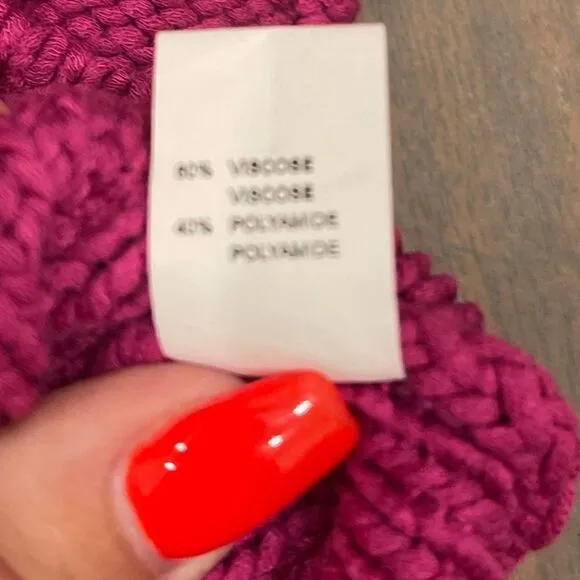 60% VISCOSE
VISCOSE
40% POLYAMIDE
POLYAMIDE